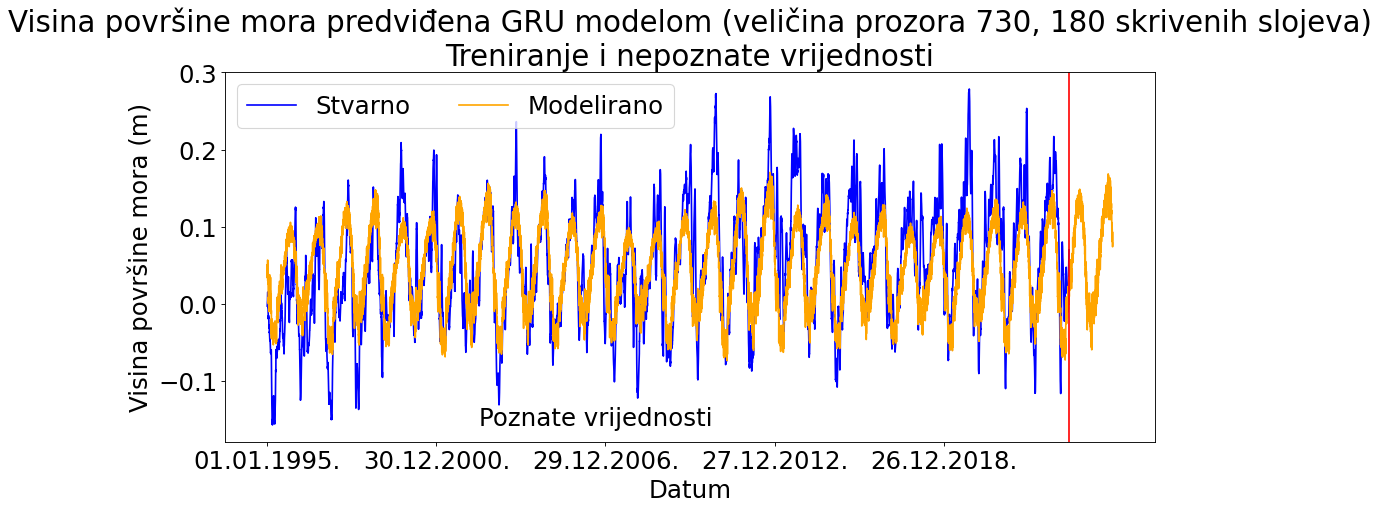 Visina površine mora predviđena GRU modelom (veličina prozora 730, 180 skrivenih slojeva)
Treniranje i nepoznate vrijednosti
Stvarno
Modelirano
Visina površine mora (m)
0.3
0.2
0.1
0.0
−0.1
Poznate vrijednosti
01.01.1995.
30.12.2000.
29.12.2006.
27.12.2012.
26.12.2018.
Datum